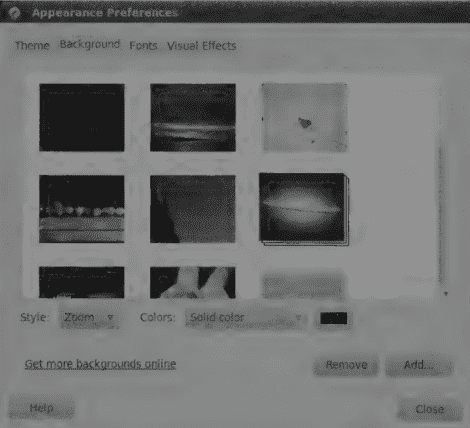 Appearance Preferences
Theme Background Fonts Visual Effects
Style: Zoom Colors: Solid color
Get more backgrounds online Remove Add...
Help Close